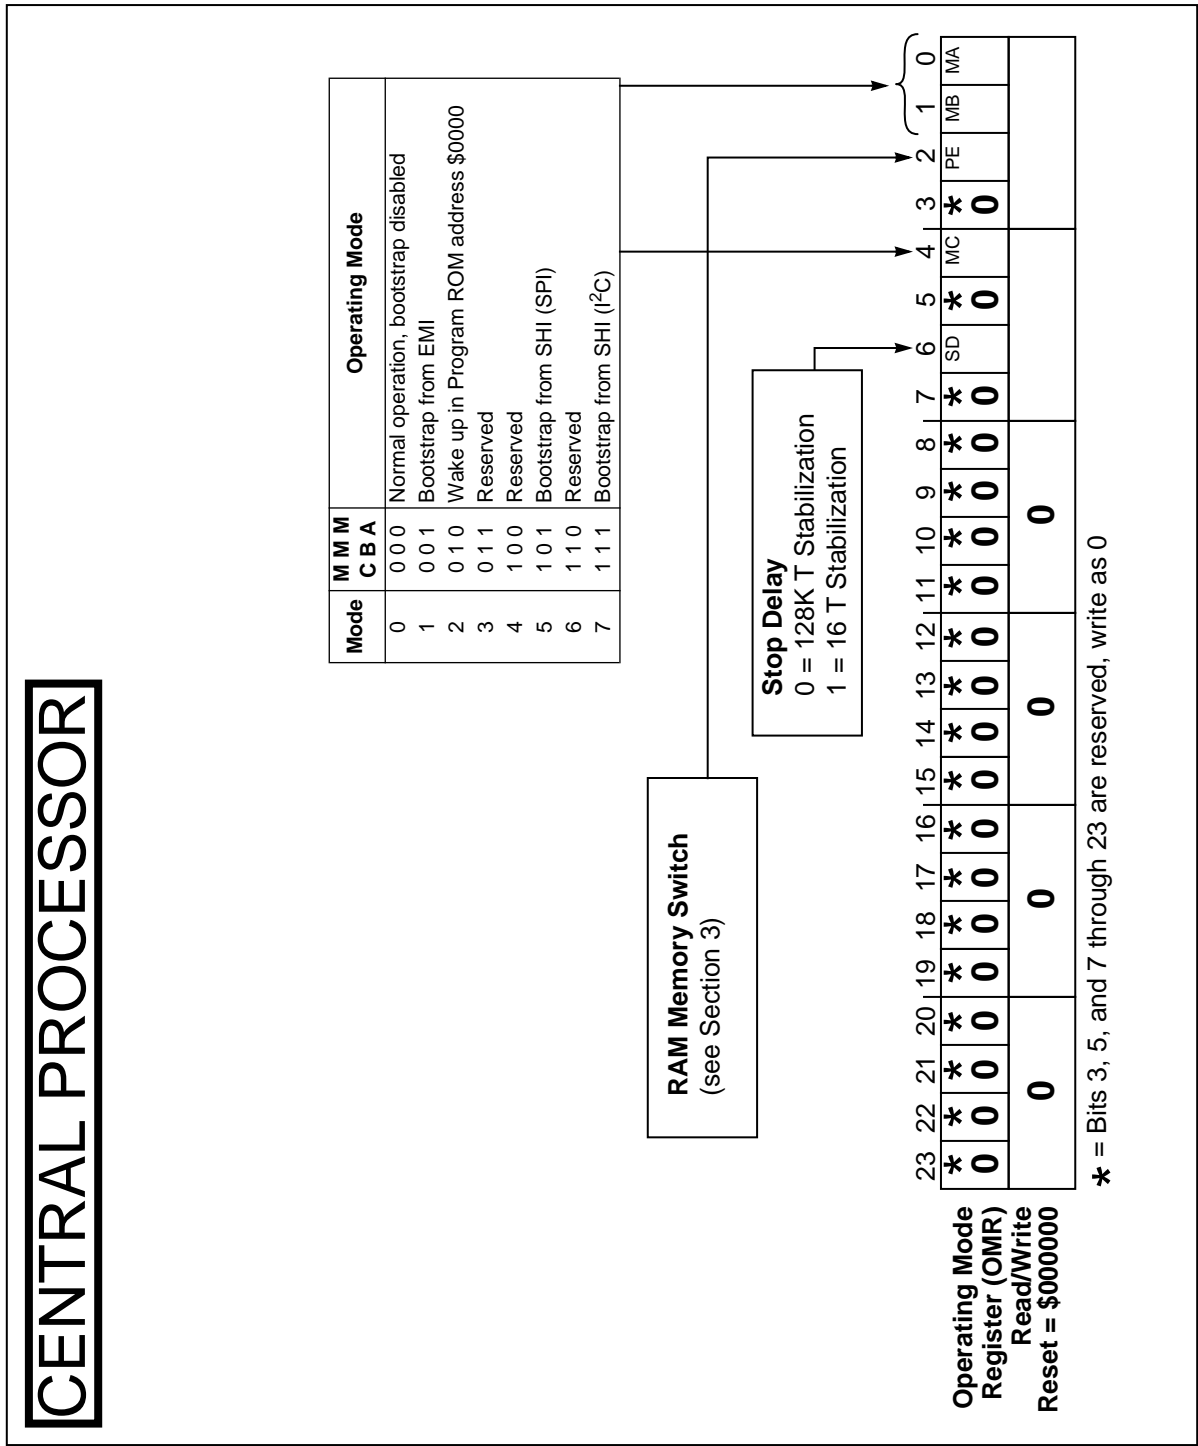 CENTRAL PROCESSOR
Mode M M M Operating Mode
C B A
0 0 0 0 Normal operation, bootstrap disabled
1 0 0 1 Bootstrap from EMI
2 0 1 0 Wake up in Program ROM address $0000
3 0 1 1 Reserved
4 1 0 0 Reserved
5 1 0 1 Bootstrap from SHI (SPI)
6 1 1 0 Reserved
7 1 1 1 Bootstrap from SHI (I²C)
RAM Memory Switch
(see Section 3)
Stop Delay
0 = 128K T Stabilization
1 = 16 T Stabilization
23 22 21 20 19 18 17 16 15 14 13 12 11 10 9 8 7 6 5 4 3 2 1 0
* * * * * * * * * * * * * * * * * SD * MC * PE MB MA
0 0 0 0 0 0 0 0 0 0 0 0 0 0 0 0 0 0 0
0 0 0 0
Operating Mode
Register (OMR)
Read/Write
Reset = $000000
* = Bits 3, 5, and 7 through 23 are reserved, write as 0